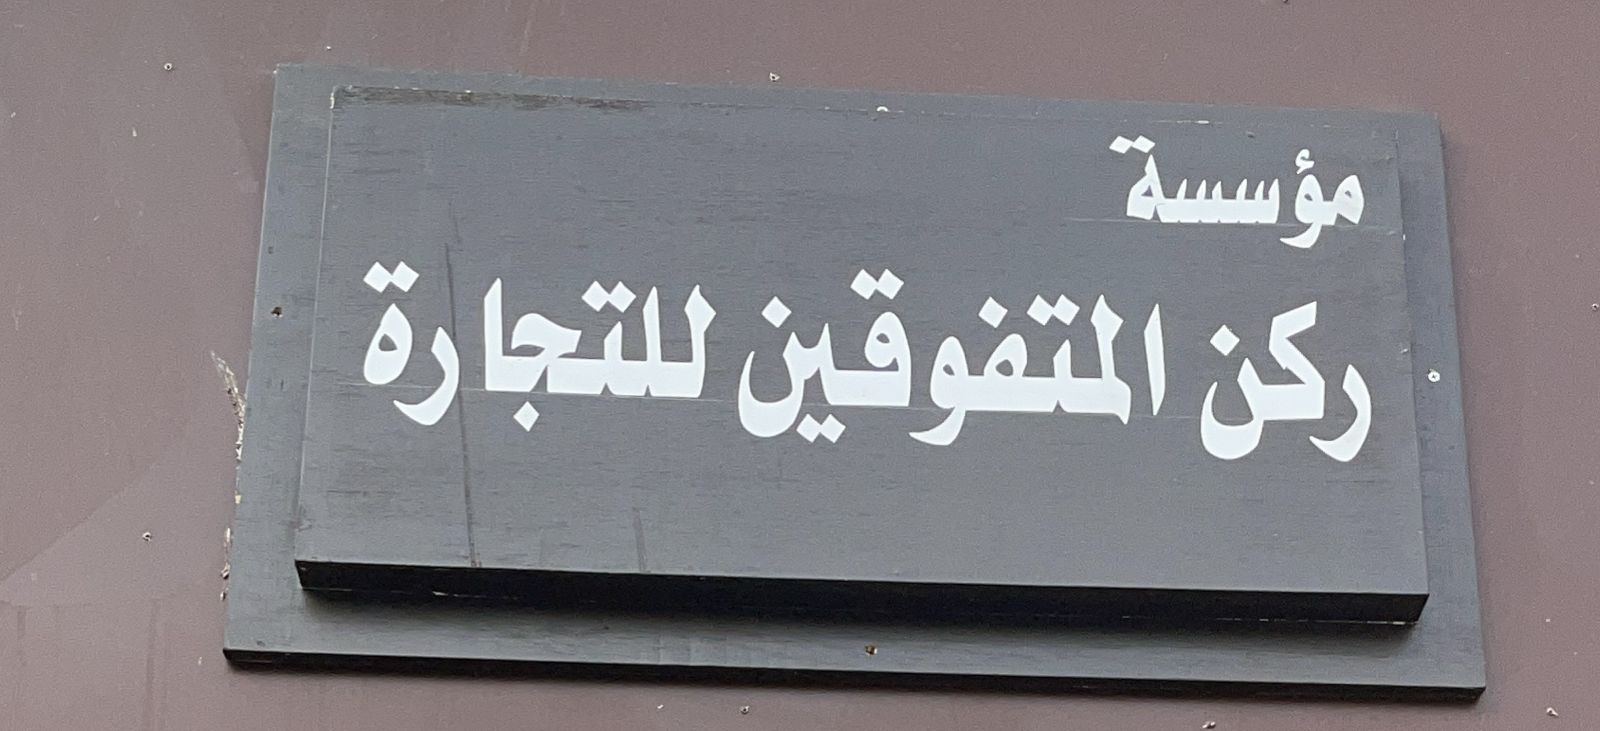 مؤسسة
ركن المتفوقين للتجارة